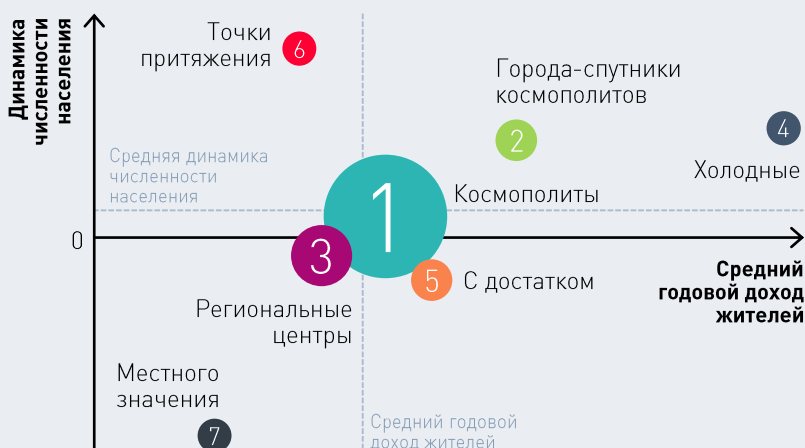 Динамика
численности
населения
Точки
притяжения
6
Города-спутники
космополитов
2
4
Холодные
Средняя динамика
численности
населения
1
Космополиты
0
3
5
С достатком
Средний
годовой доход
жителей
Региональные
центры
Местного
значения
7
Средний годовой
доход жителей